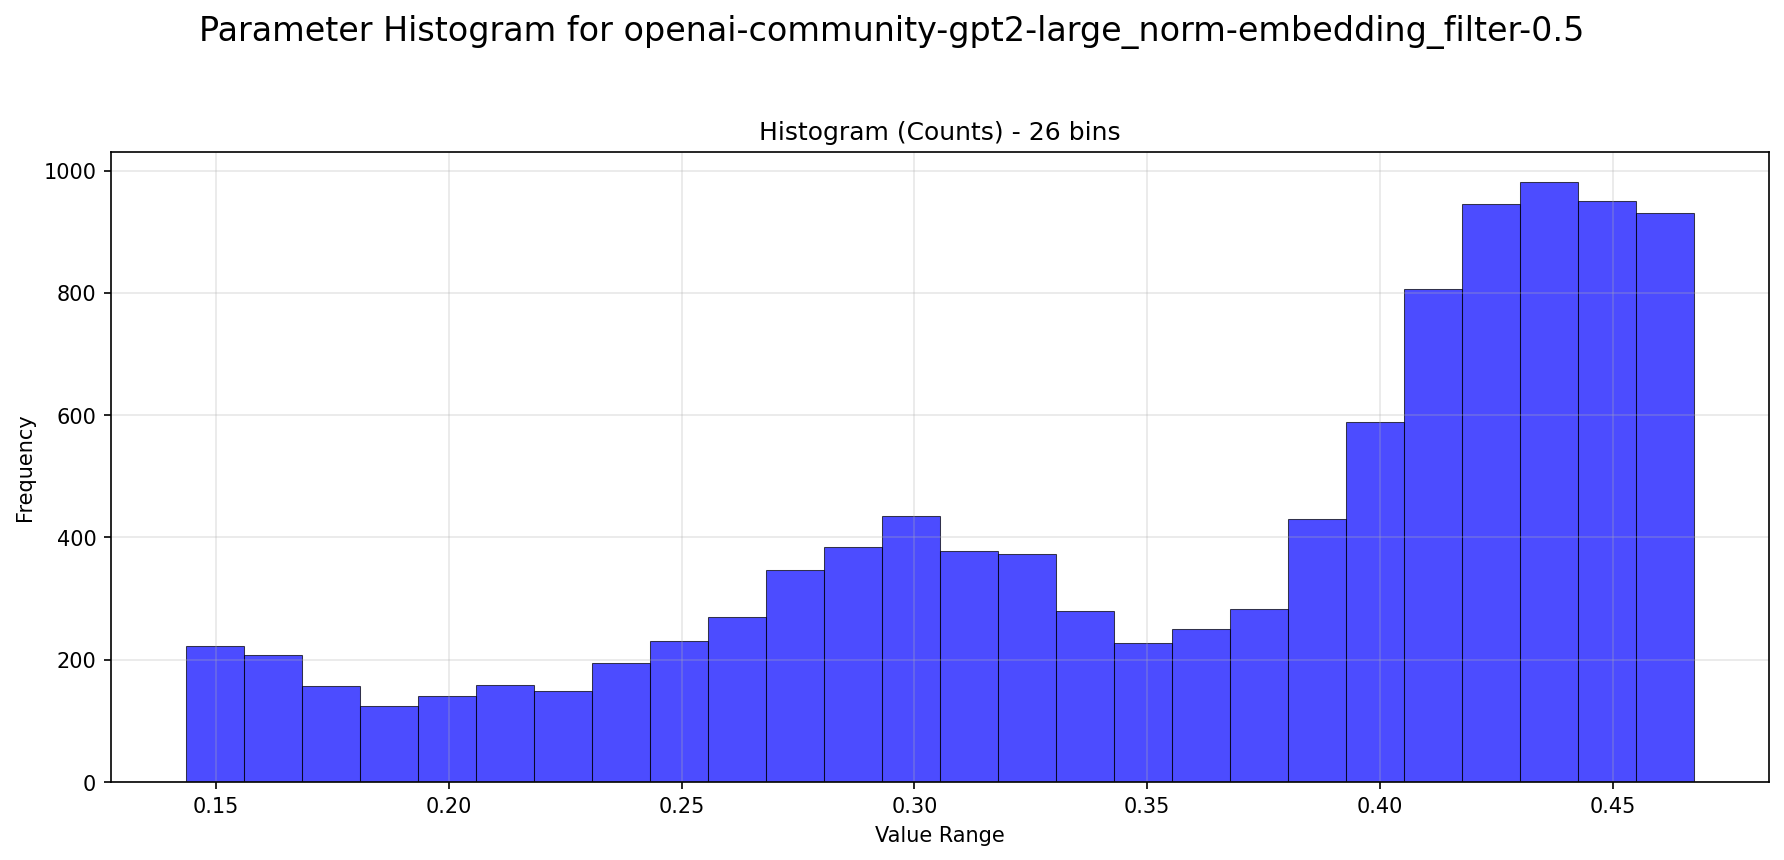 Parameter Histogram for openai-community-gpt2-large_norm-embedding_filter-0.5
Histogram (Counts) - 26 bins
1000
800
600
400
200
0
Frequency
0.15 0.20 0.25 0.30 0.35 0.40 0.45
Value Range